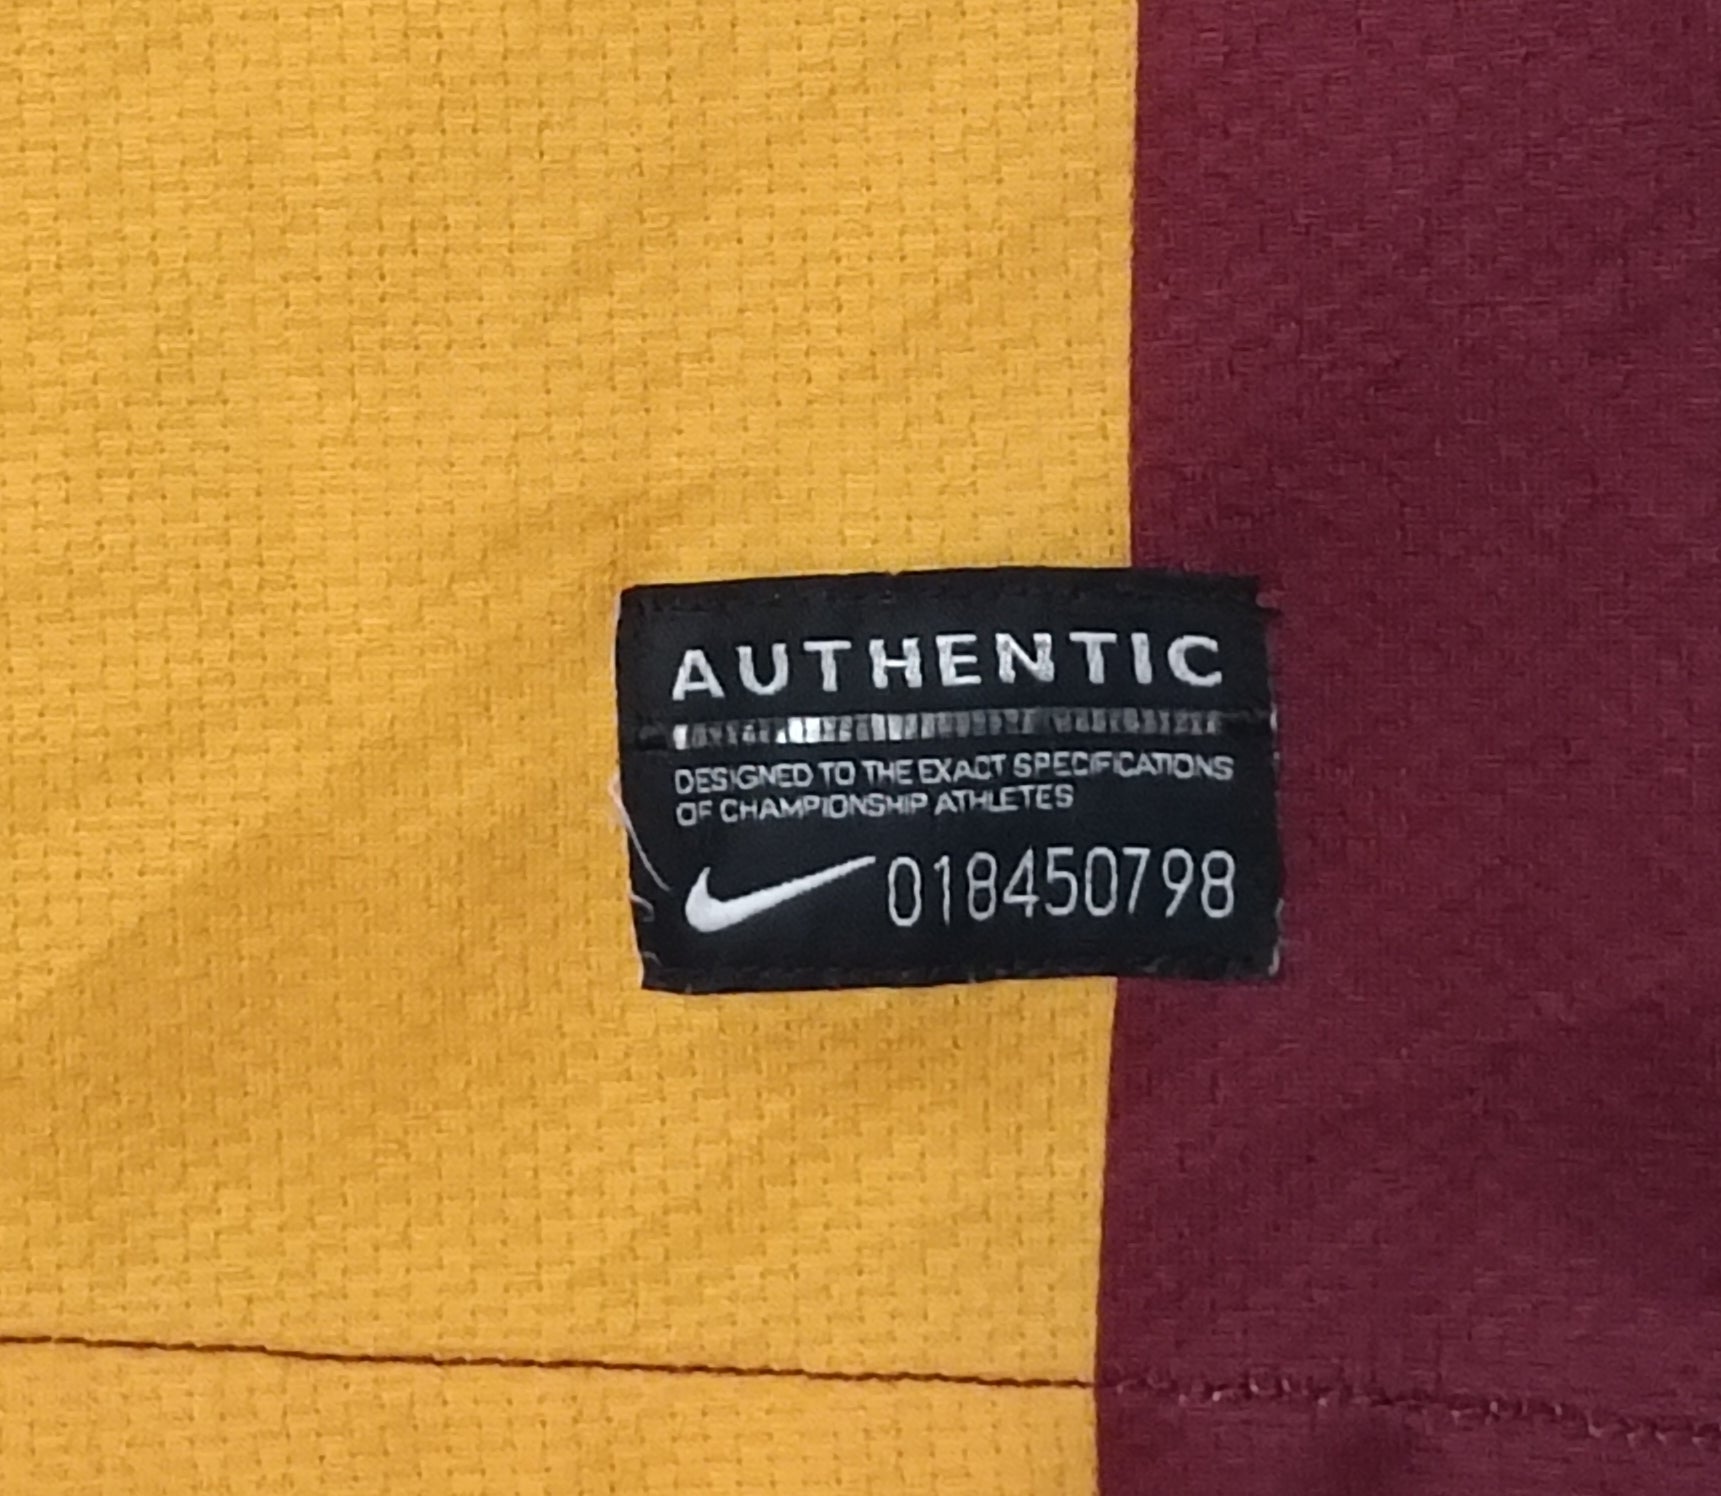 AUTHENTIC
DESIGNED TO THE EXACT SPECIFICATIONS
OF CHAMPIONSHIP ATHLETES
018450798